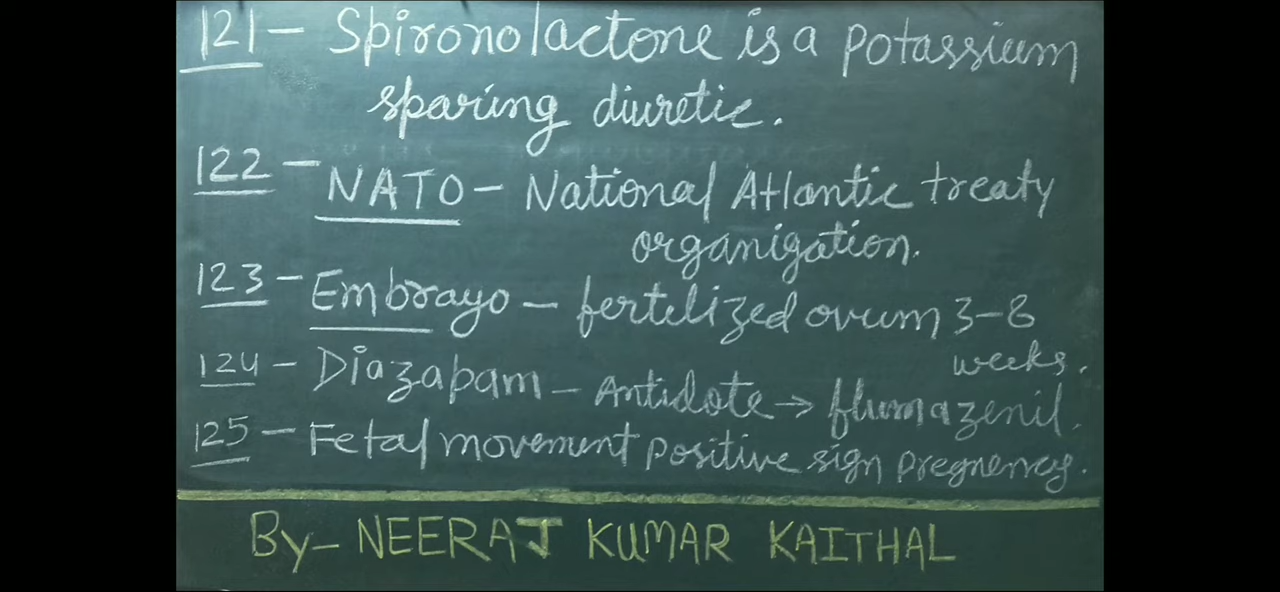 121- Spironolactone is a potassium
sparing diuretic.
122- NATO- National Atlantic treaty
organigation.
123- Embrayo - fertelized ovum 3-8
weeks.
124- Diazapam - Antidote → flumazenil.
125- Fetal movement positive sign pregnency.
By- NEERAJ KUMAR KAITHAL